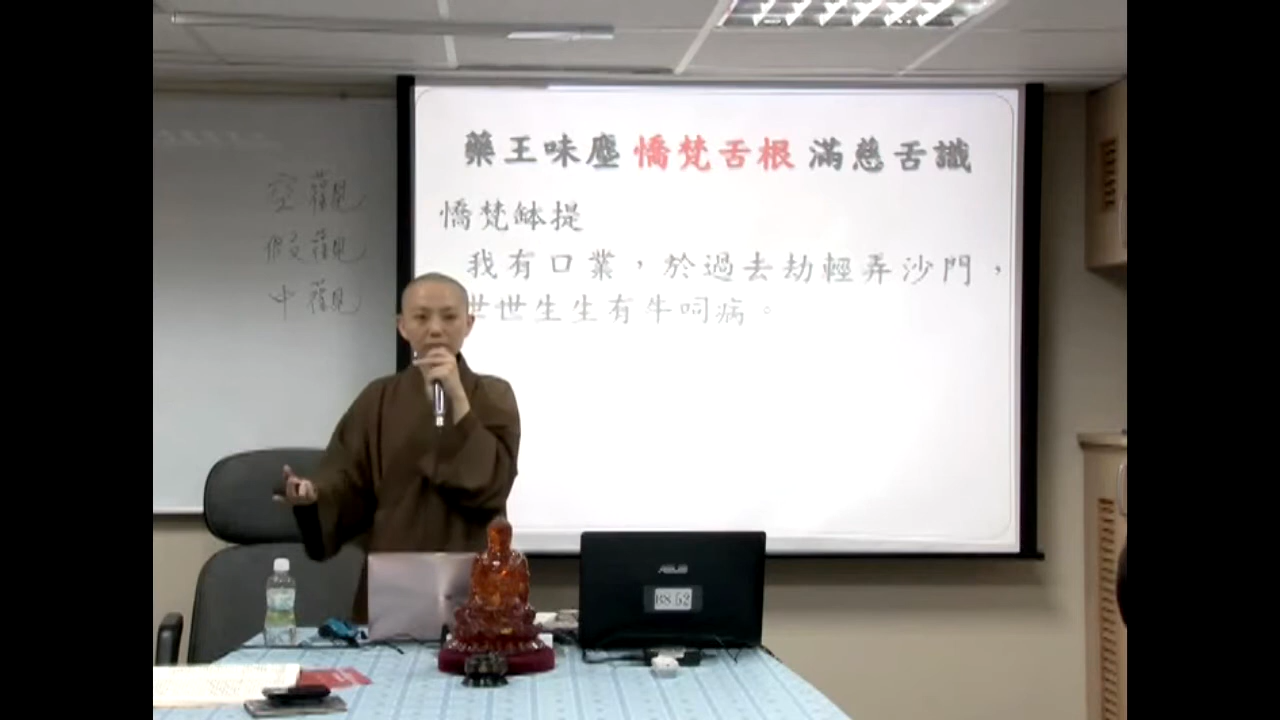 藥王味塵 憍梵舌根 滿慈舌識
憍梵缽提
我有口業，於過去劫輕弄沙門，
世世生生有牛呞病。
空觀
假觀
中觀
ASUS
BS 52